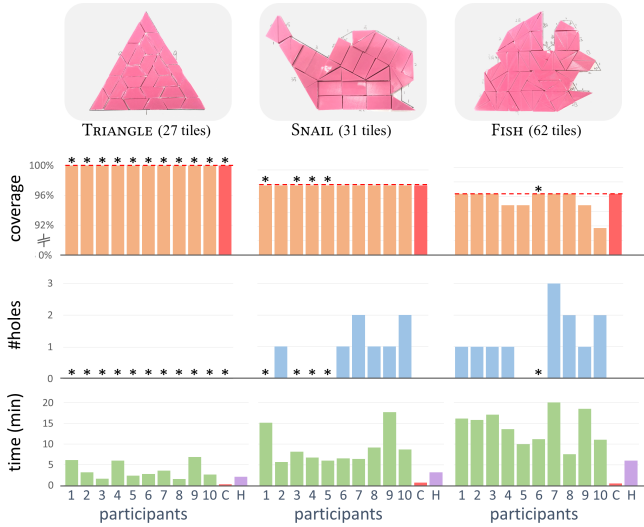 TRIANGLE (27 tiles)
SNAIL (31 tiles)
FISH (62 tiles)
coverage
100%
96%
92%
0%
* * * * * * * * * * *
* * * *
*
#holes
3
2
1
0
* * * * * * * * * * *
* * * *
*
time (min)
20
15
10
5
0
1 2 3 4 5 6 7 8 9 10 C H
1 2 3 4 5 6 7 8 9 10 C H
1 2 3 4 5 6 7 8 9 10 C H
participants
participants
participants